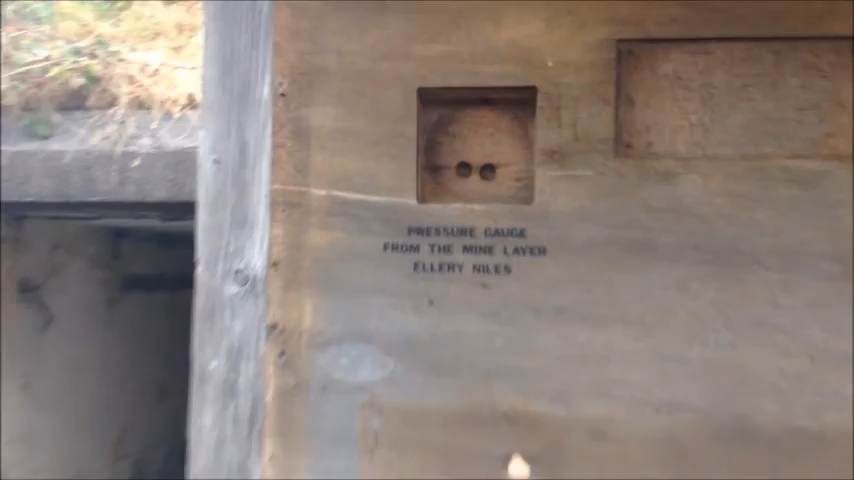 PRESSURE GAUGE
FROM THE MINE LAYER
ELLERY NILES